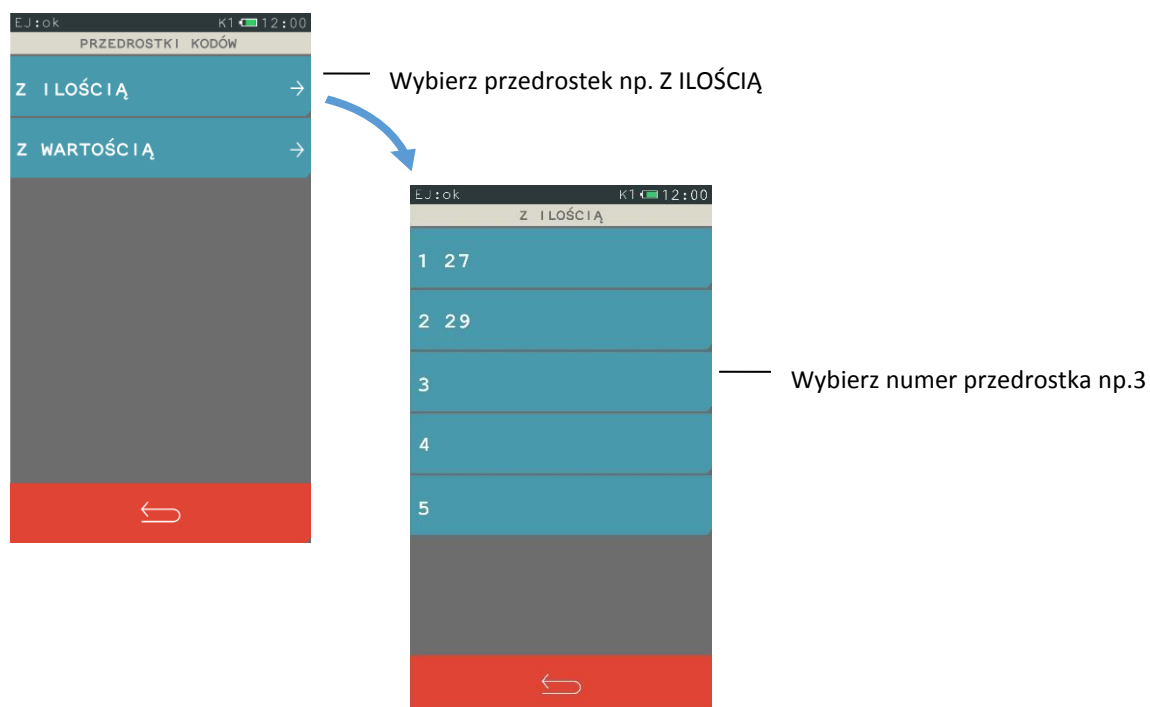 EJ:ok K1 12:00
PRZEDROSTKI KODÓW
Z ILOŚCIĄ
Z WARTOŚCIĄ
Wybierz przedrostek np. Z ILOŚCIĄ
EJ:ok K1 12:00
Z ILOŚCIĄ
1 27
2 29
3
4
5
Wybierz numer przedrostka np.3